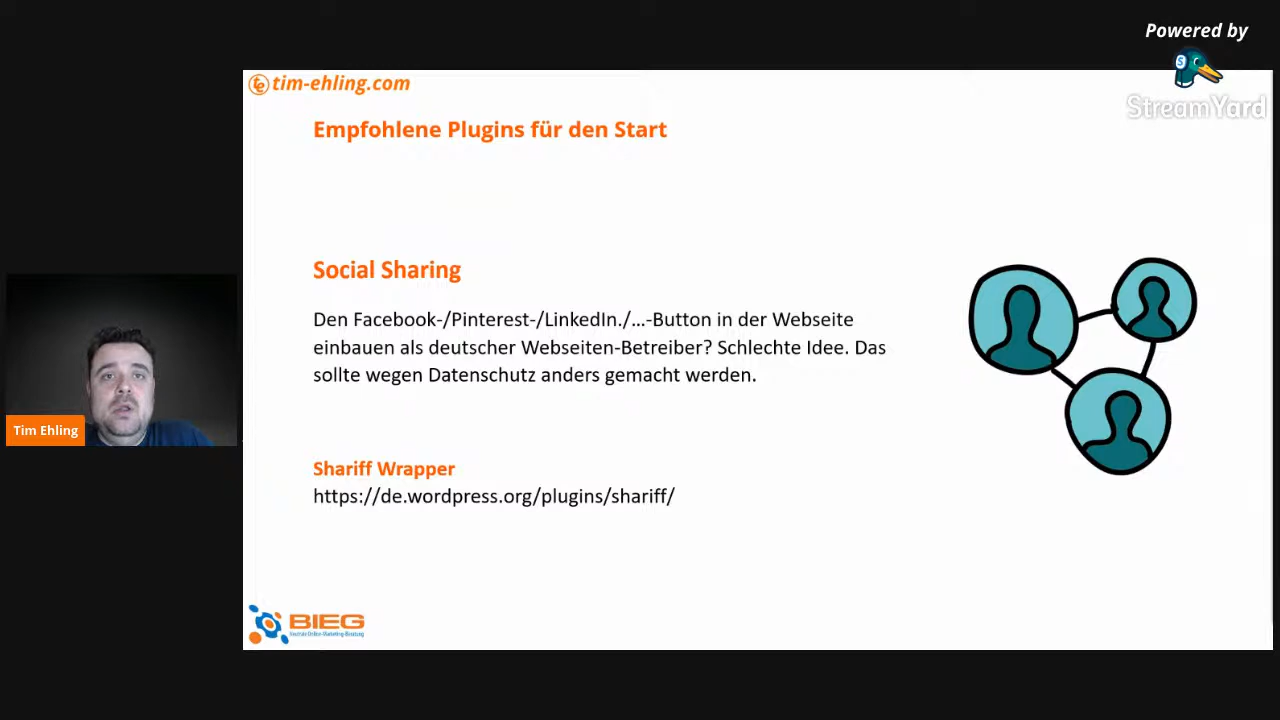 Powered by
StreamYard
tim-ehling.com
Empfohlene Plugins für den Start
Social Sharing
Den Facebook-/Pinterest-/LinkedIn./...-Button in der Webseite
einbauen als deutscher Webseiten-Betreiber? Schlechte Idee. Das
sollte wegen Datenschutz anders gemacht werden.
Tim Ehling
Shariff Wrapper
https://de.wordpress.org/plugins/shariff/
BIEG